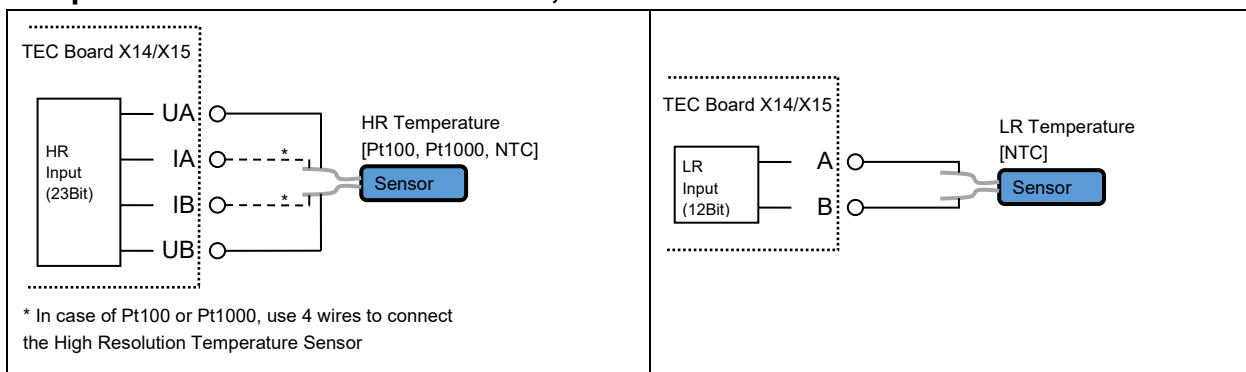 TEC Board X14/X15
HR
Input
(23Bit)
UA
IA
IB
UB
*
*
HR Temperature
[Pt100, Pt1000, NTC]
Sensor
* In case of Pt100 or Pt1000, use 4 wires to connect
the High Resolution Temperature Sensor
TEC Board X14/X15
LR
Input
(12Bit)
A
B
LR Temperature
[NTC]
Sensor